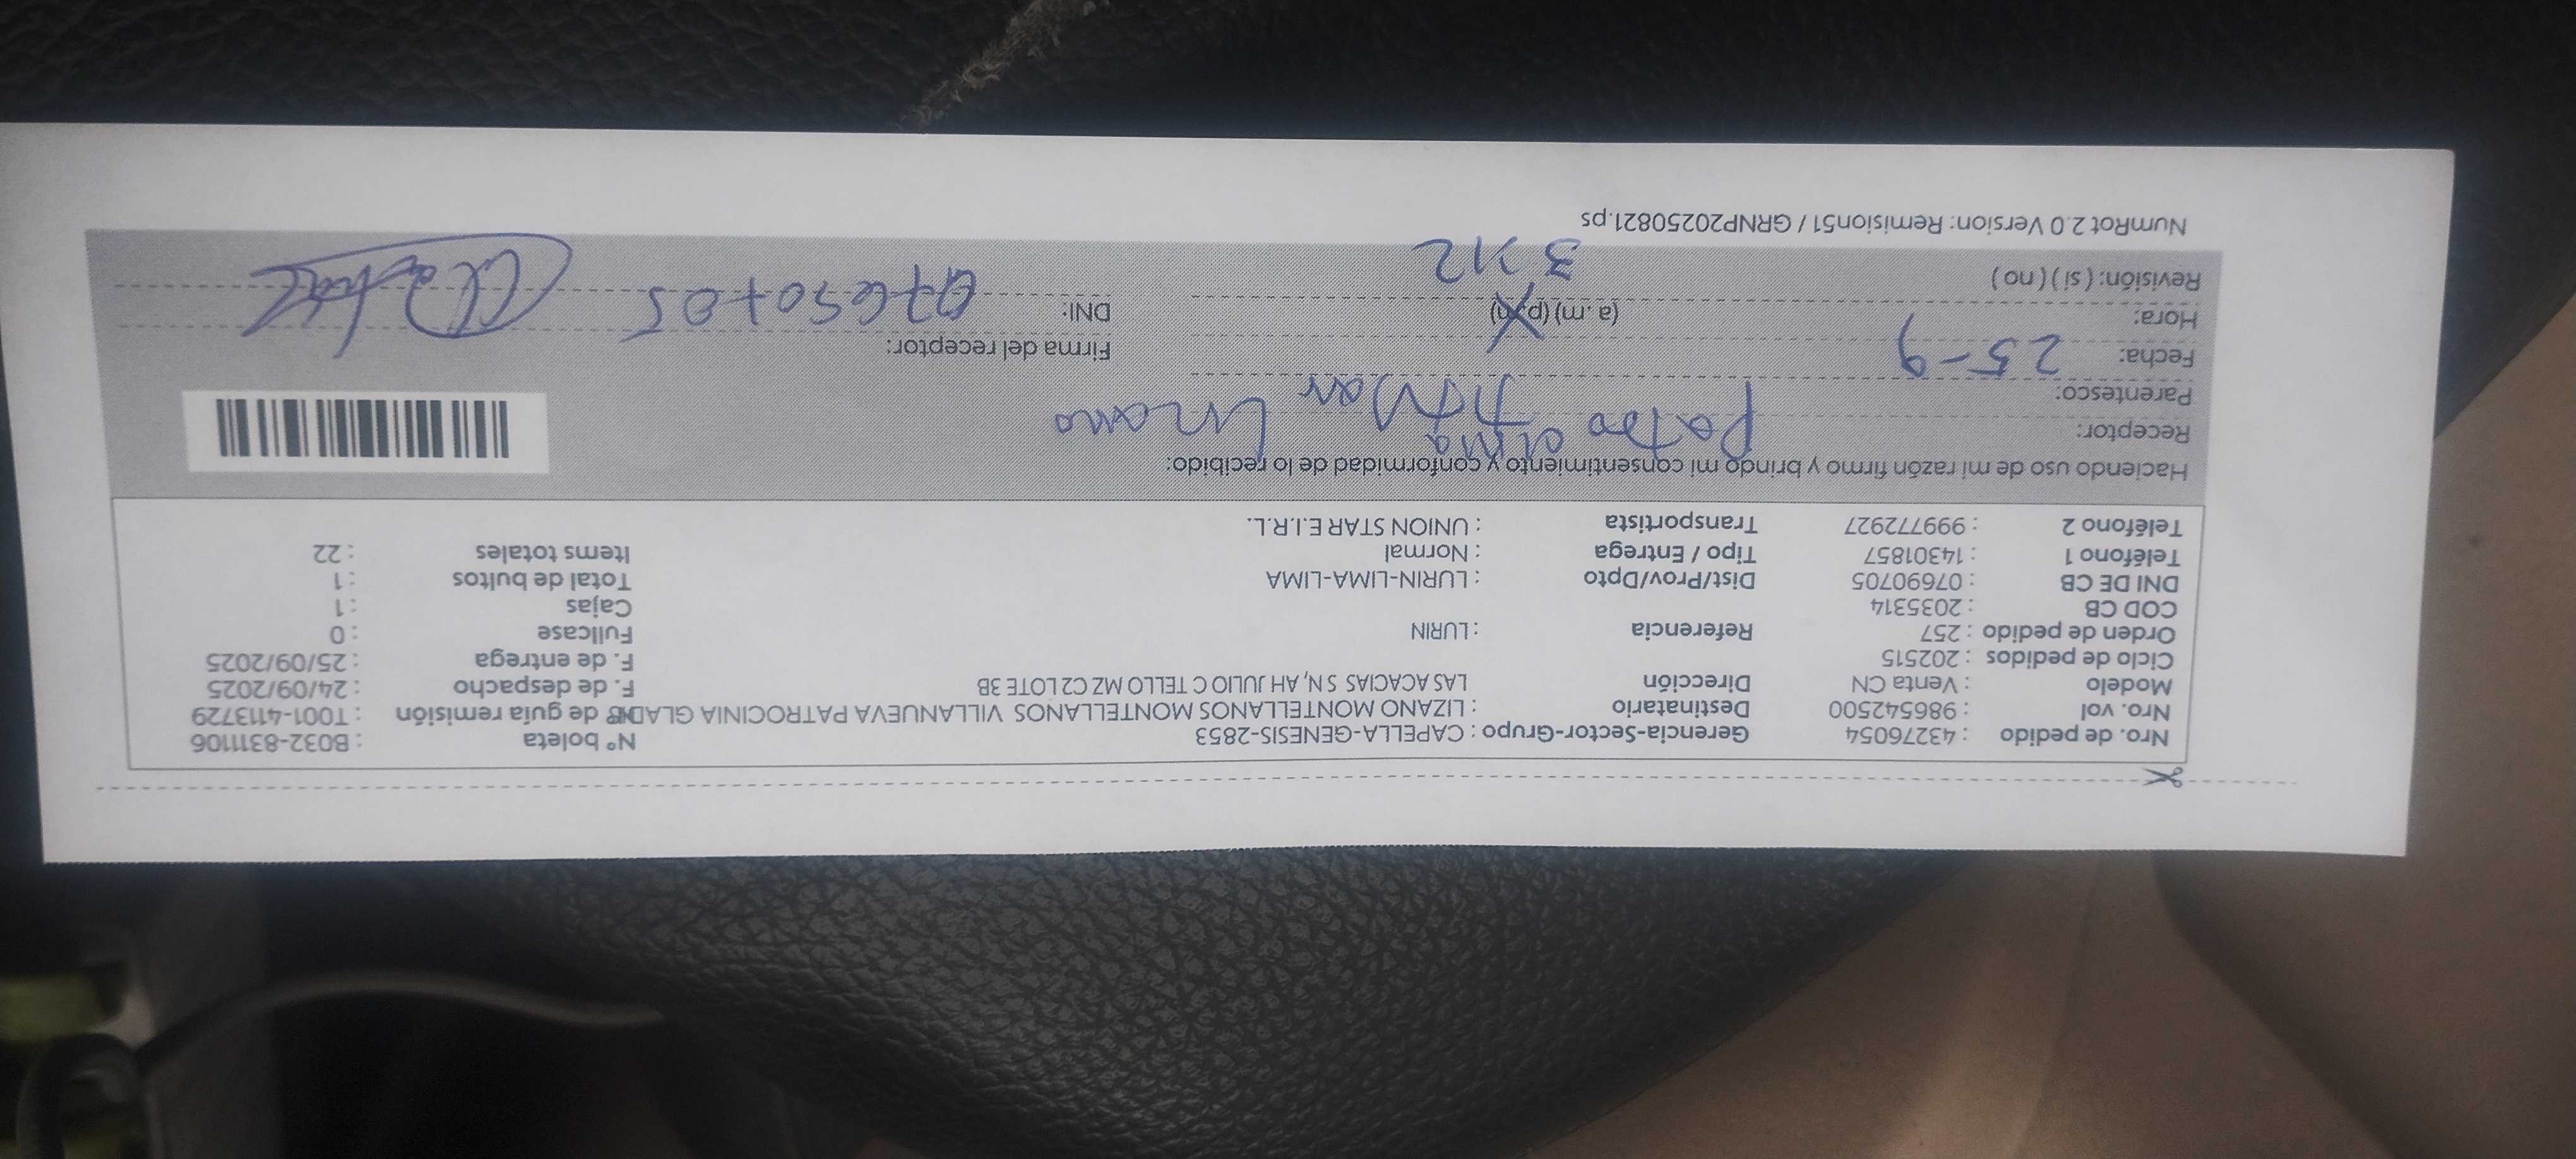 Nro. de pedido : 43276054 Gerencia-Sector-Grupo : CAPELLA-GENESIS-2853 N° boleta : B032-8311106
Nro. vol : 986542500 Destinatario : LIZANO MONTELLANOS MONTELLANOS VILLANUEVA PATROCINIA GLADYS de guía remisión : T001-4113729
Modelo : Venta CN Dirección LAS ACACIAS S N, AH JULIO C TELLO MZ C2 LOTE 3B F. de despacho : 24/09/2025
Ciclo de pedidos : 202515 F. de entrega : 25/09/2025
Orden de pedido : 257 Referencia : LURIN Fullcase : 0
COD CB : 2035314 Cajas : 1
DNI DE CB : 07690705 Dist/Prov/Dpto : LURIN-LIMA-LIMA Total de bultos : 1
Teléfono 1 : 14301857 Tipo / Entrega : Normal Items totales : 22
Teléfono 2 : 999772927 Transportista : UNION STAR E.I.R.L.
Haciendo uso de mi razón firmo y brindo mi consentimiento y conformidad de lo recibido:
Receptor:
Parentesco:
Fecha: 25-9 Firma del receptor:
Hora: (a.m) (p.m) DNI:
Revisión: (si) (no) 3 12
NumRot 2.0 Version: Remision51 / GRNP20250821.ps